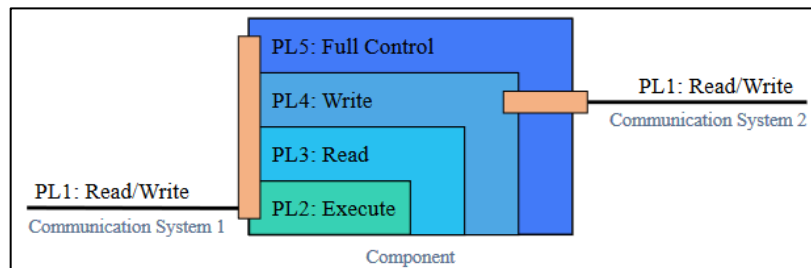 PL5: Full Control
PL4: Write
PL1: Read/Write
Communication System 2
PL3: Read
PL1: Read/Write
PL2: Execute
Communication System 1
Component